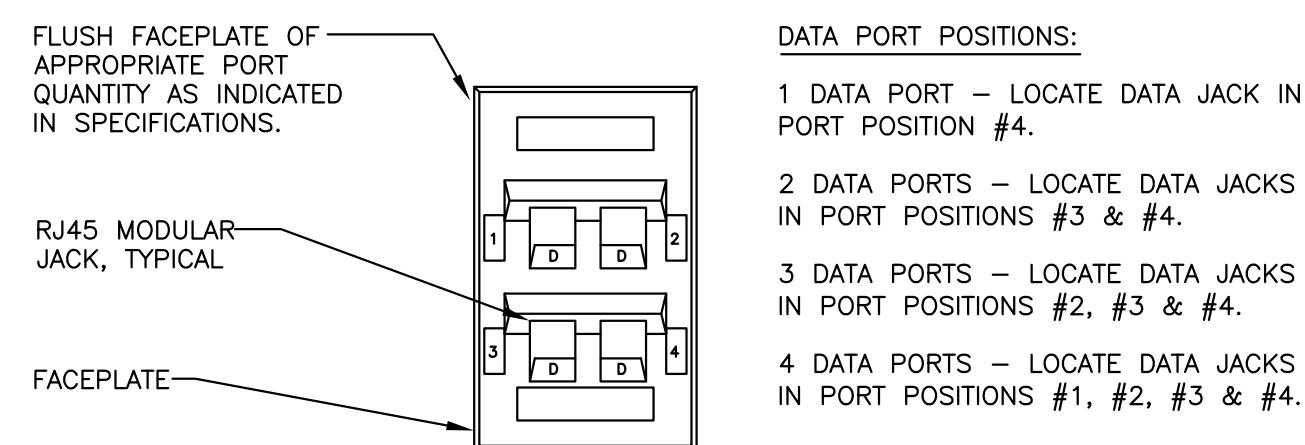 FLUSH FACEPLATE OF
APPROPRIATE PORT
QUANTITY AS INDICATED
IN SPECIFICATIONS.
RJ45 MODULAR
JACK, TYPICAL
FACEPLATE
1
D
D
2
3
D
D
4
DATA PORT POSITIONS:
1 DATA PORT – LOCATE DATA JACK IN
PORT POSITION #4.
2 DATA PORTS – LOCATE DATA JACKS
IN PORT POSITIONS #3 & #4.
3 DATA PORTS – LOCATE DATA JACKS
IN PORT POSITIONS #2, #3 & #4.
4 DATA PORTS – LOCATE DATA JACKS
IN PORT POSITIONS #1, #2, #3 & #4.